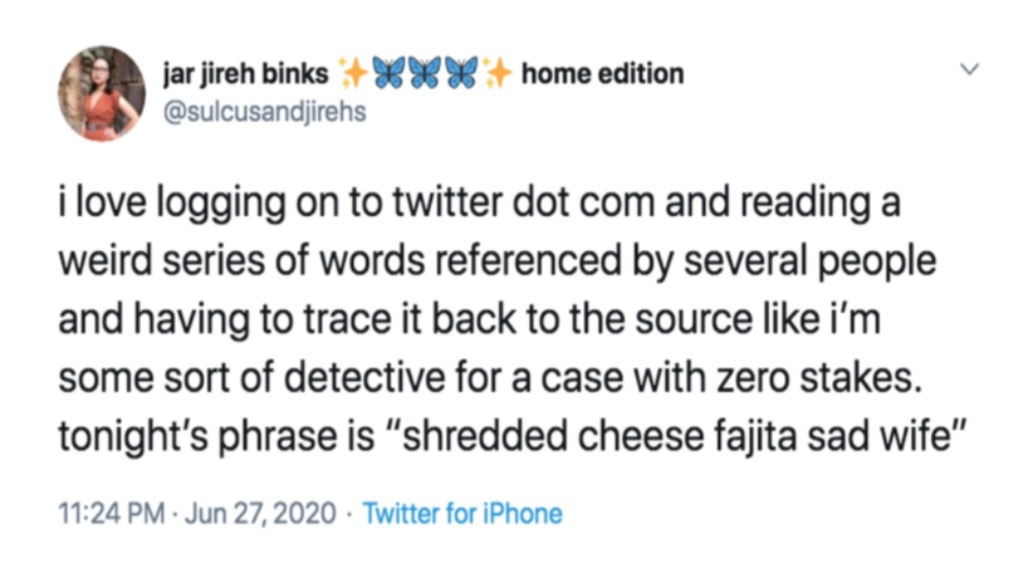 jar jireh binks ✨🦋🦋🦋✨ home edition
@sulcusandjirehs
i love logging on to twitter dot com and reading a
weird series of words referenced by several people
and having to trace it back to the source like i’m
some sort of detective for a case with zero stakes.
tonight’s phrase is “shredded cheese fajita sad wife”
11:24 PM · Jun 27, 2020 · Twitter for iPhone